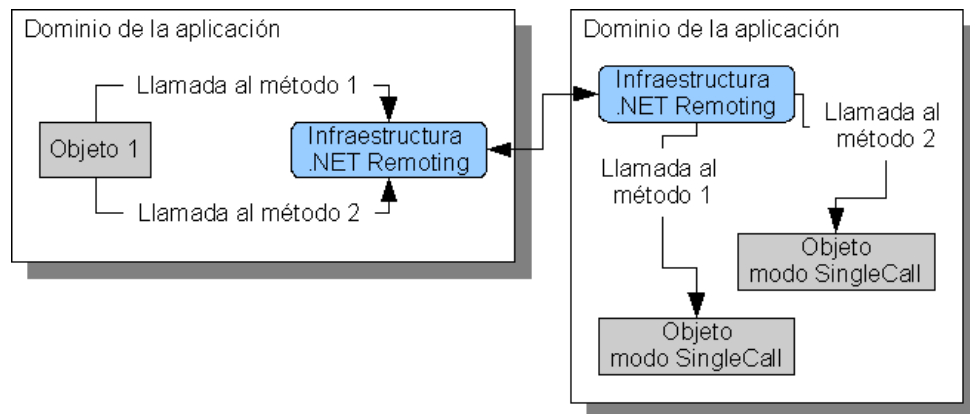 Dominio de la aplicación
Llamada al método 1
Objeto 1
Infraestructura
.NET Remoting
Llamada al método 2
Dominio de la aplicación
Infraestructura
.NET Remoting
Llamada al
método 2
Llamada al
método 1
Objeto
modo SingleCall
Objeto
modo SingleCall